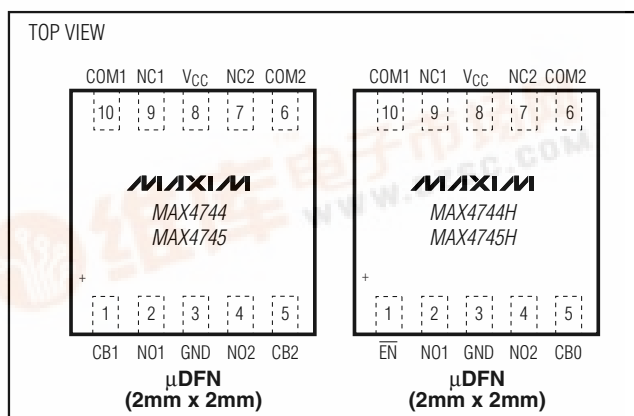 TOP VIEW
COM1 NC1 VCC NC2 COM2
10 9 8 7 6
MAXIM
MAX4744
MAX4745
+
1 2 3 4 5
CB1 NO1 GND NO2 CB2
µDFN
(2mm x 2mm)
COM1 NC1 VCC NC2 COM2
10 9 8 7 6
MAXIM
MAX4744H
MAX4745H
+
1 2 3 4 5
E̅N̅ NO1 GND NO2 CB0
µDFN
(2mm x 2mm)